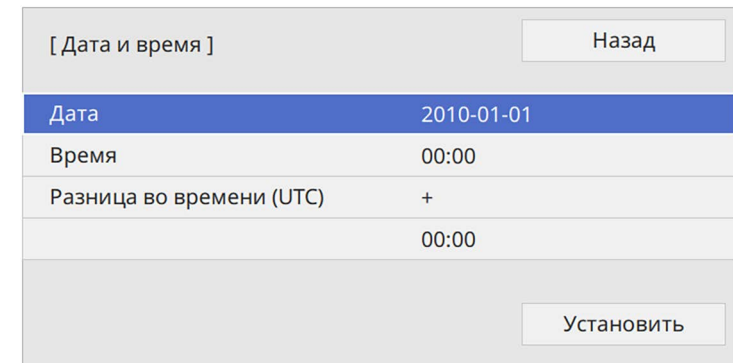 [ Дата и время ] Назад
Дата 2010-01-01
Время 00:00
Разница во времени (UTC) +
00:00
Установить